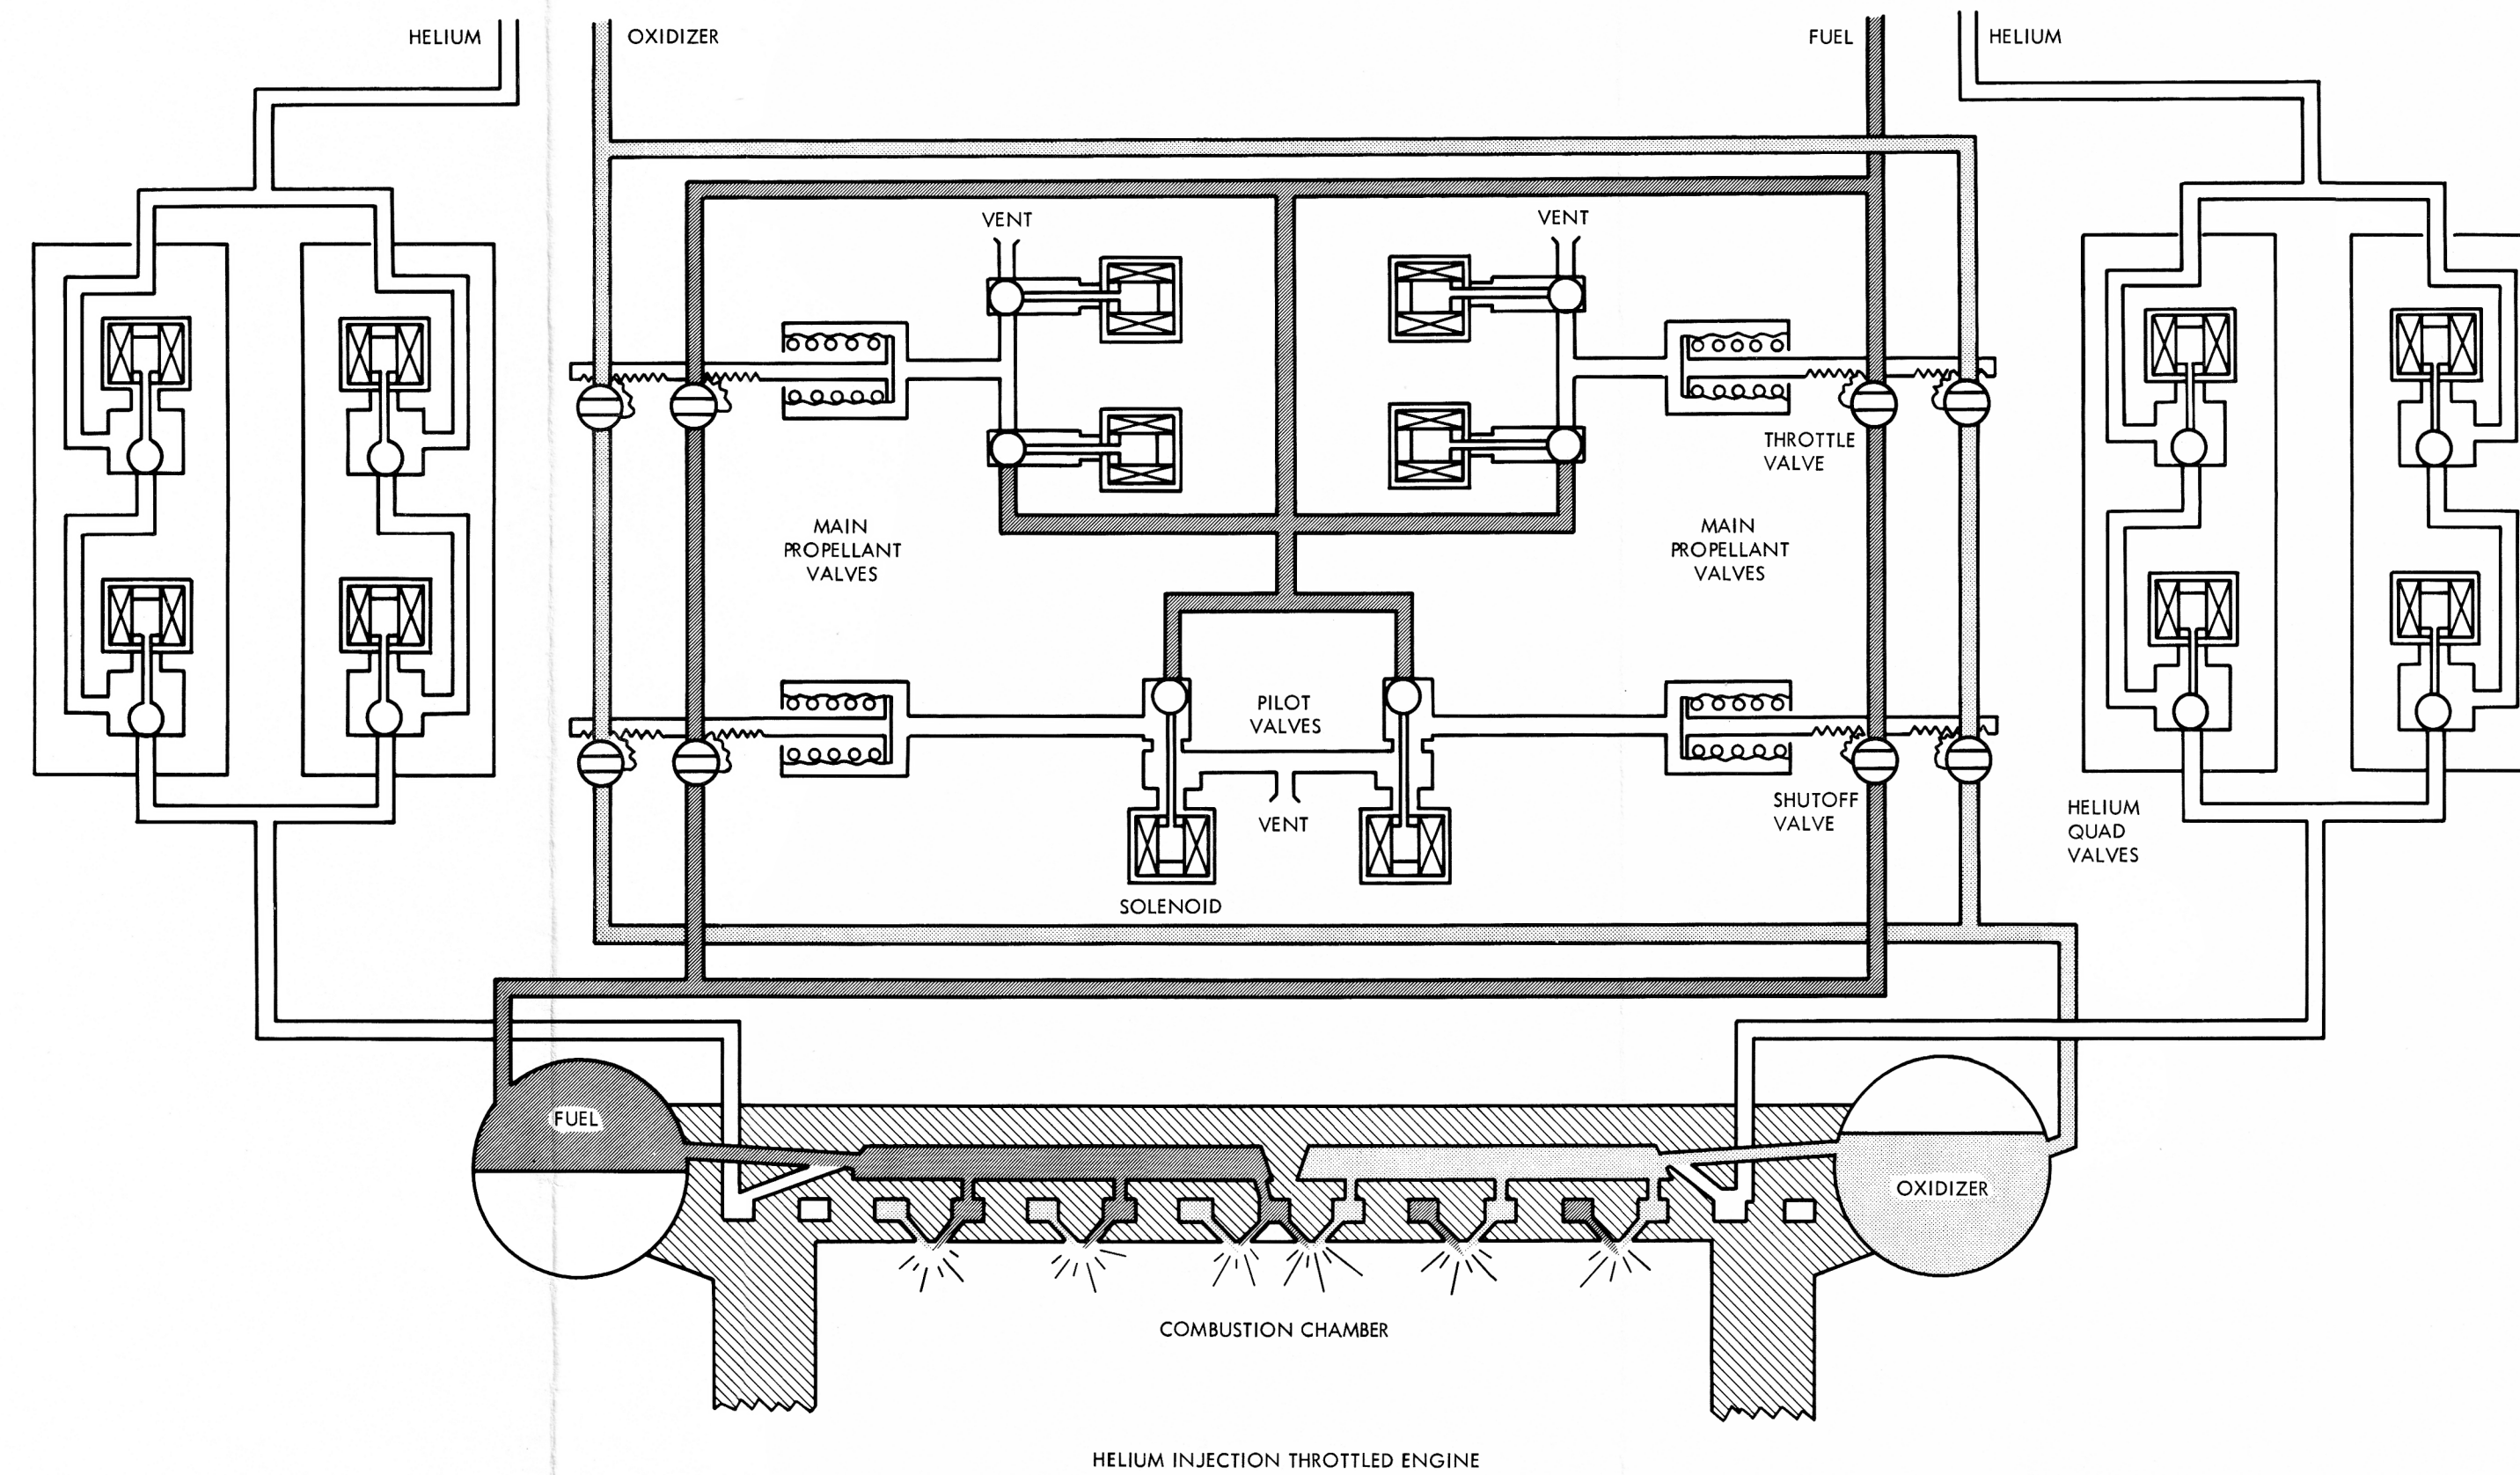 HELIUM
OXIDIZER
FUEL
HELIUM
VENT
VENT
THROTTLE
VALVE
MAIN
PROPELLANT
VALVES
MAIN
PROPELLANT
VALVES
PILOT
VALVES
VENT
SHUTOFF
VALVE
HELIUM
QUAD
VALVES
SOLENOID
FUEL
OXIDIZER
COMBUSTION CHAMBER
HELIUM INJECTION THROTTLED ENGINE